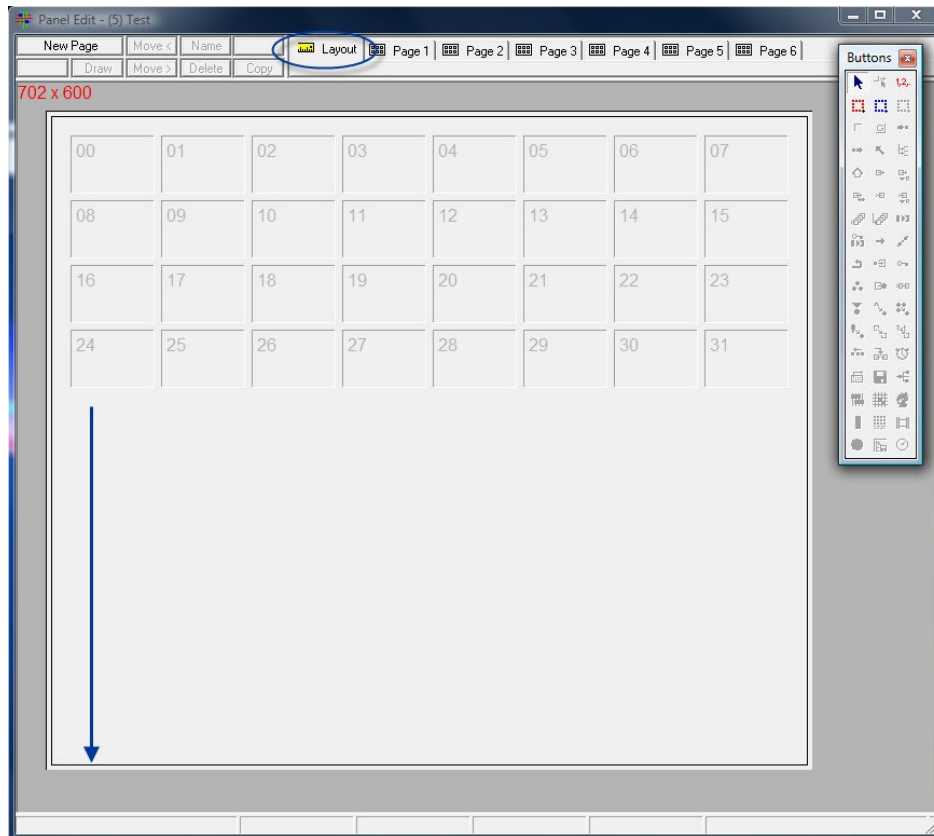 Panel Edit - (5) Test
New Page Move < Name Layout Page 1 Page 2 Page 3 Page 4 Page 5 Page 6
Draw Move > Delete Copy
Buttons
1,2,.
702 x 600
00 01 02 03 04 05 06 07
08 09 10 11 12 13 14 15
16 17 18 19 20 21 22 23
24 25 26 27 28 29 30 31